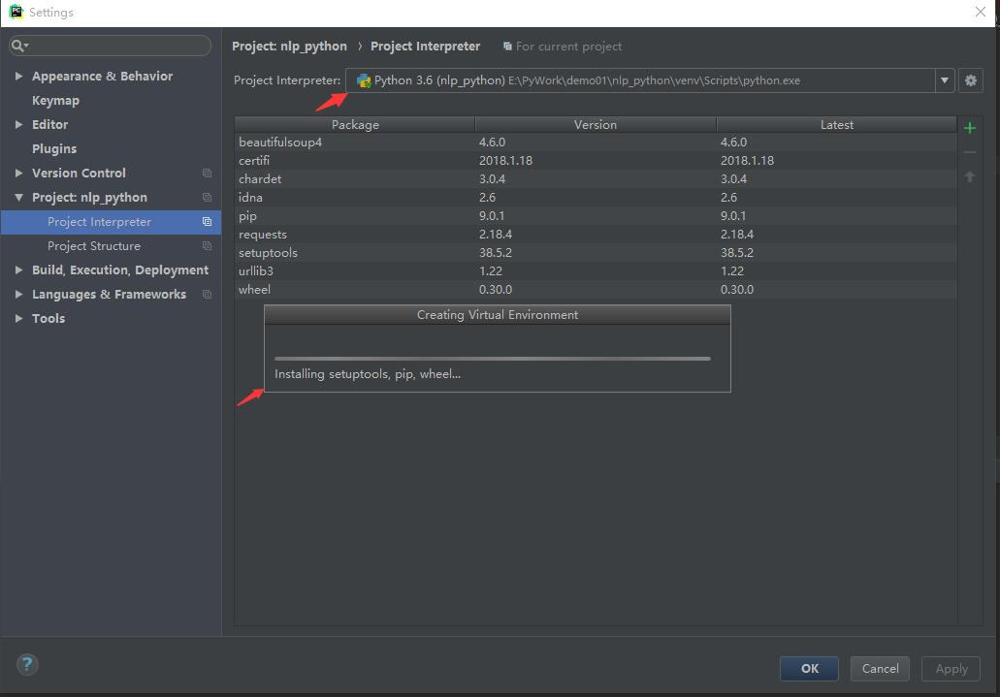 Settings
Project: nlp_python › Project Interpreter For current project
Project Interpreter: Python 3.6 (nlp_python) E:\PyWork\demo01\nlp_python\venv\Scripts\python.exe
Appearance & Behavior
Keymap
Editor
Plugins
Version Control
Project: nlp_python
Project Interpreter
Project Structure
Build, Execution, Deployment
Languages & Frameworks
Tools
Package Version Latest
beautifulsoup4 4.6.0 4.6.0
certifi 2018.1.18 2018.1.18
chardet 3.0.4 3.0.4
idna 2.6 2.6
pip 9.0.1 9.0.1
requests 2.18.4 2.18.4
setuptools 38.5.2 38.5.2
urllib3 1.22 1.22
wheel 0.30.0 0.30.0
Creating Virtual Environment
Installing setuptools, pip, wheel...
?
OK Cancel Apply